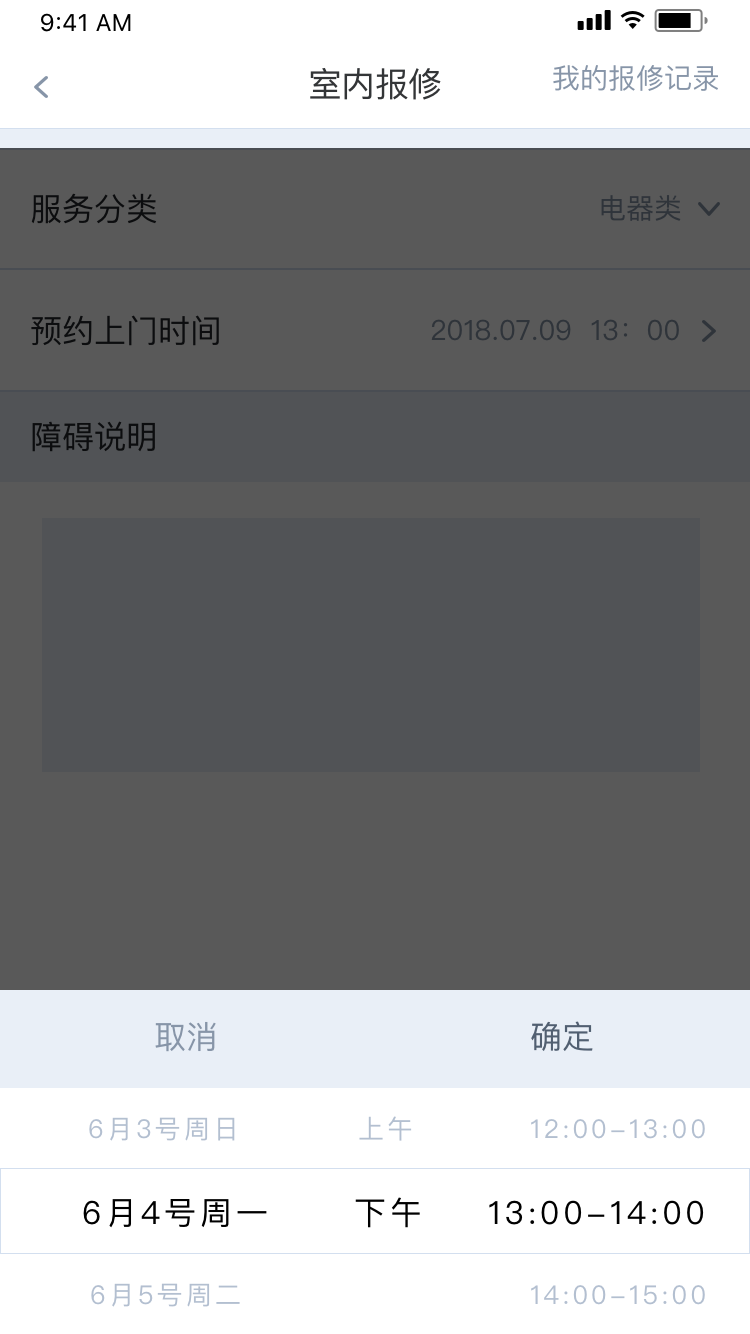 9:41 AM
室内报修
我的报修记录
服务分类
电器类
预约上门时间
2018.07.09 13: 00
障碍说明
取消
确定
6月3号周日 上午 12:00–13:00
6月4号周一 下午 13:00–14:00
6月5号周二 14:00–15:00